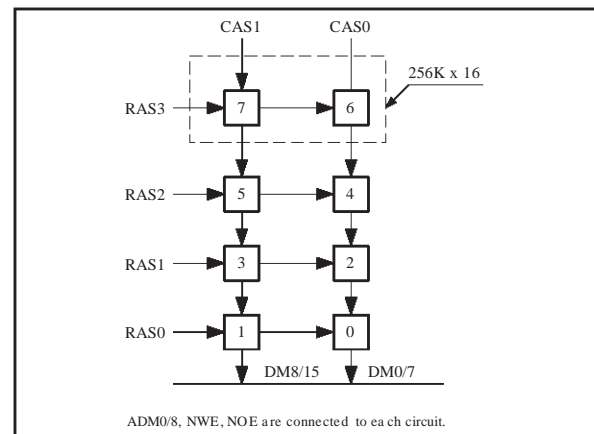 CAS1 CAS0
256K x 16
RAS3 7 6
RAS2 5 4
RAS1 3 2
RAS0 1 0
DM8/15 DM0/7
ADM0/8, NWE, NOE are connected to each circuit.